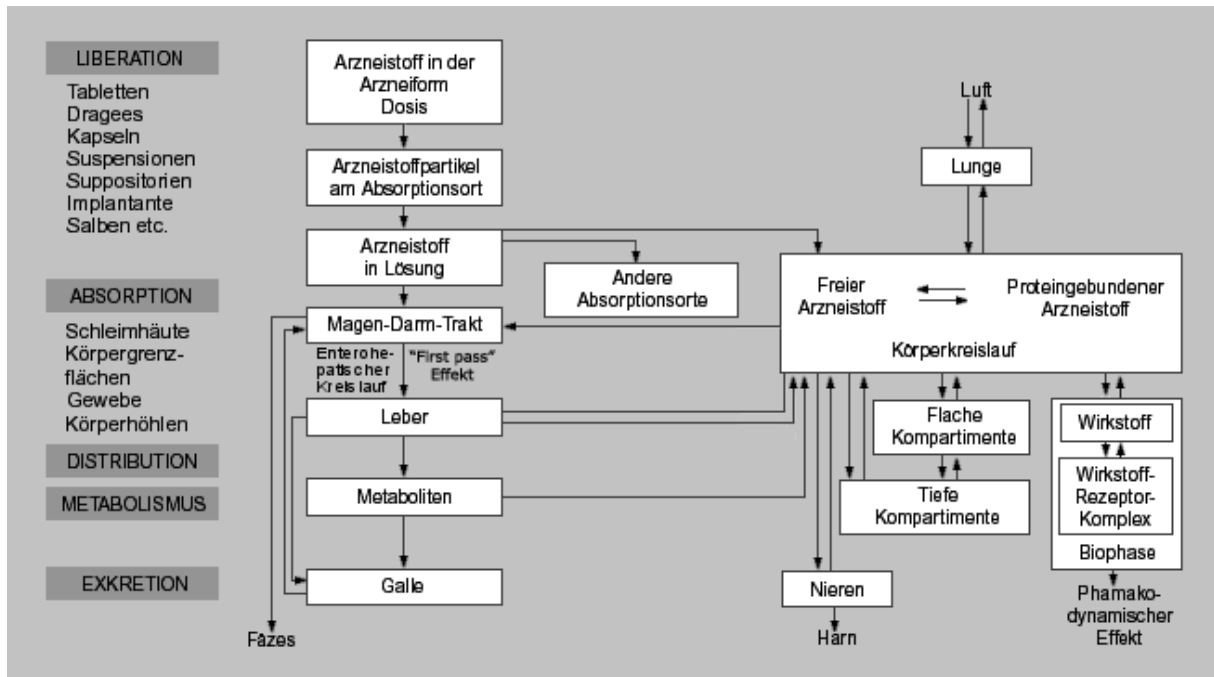 LIBERATION
Tabletten
Dragees
Kapseln
Suspensionen
Suppositorien
Implantante
Salben etc.
ABSORPTION
Schleimhäute
Körpergrenz-
flächen
Gewebe
Körperhöhlen
DISTRIBUTION
METABOLISMUS
EXKRETION
Arzneistoff in der
Arzneiform
Dosis
Arzneistoffpartikel
am Absorptionsort
Arzneistoff
in Lösung
Andere
Absorptionsorte
Magen-Darm-Trakt
Enterohe-
patischer
Kreislauf
"First pass"
Effekt
Leber
Metaboliten
Galle
Fäzes
Luft
Lunge
Freier
Arzneistoff
Proteingebundener
Arzneistoff
Körperkreislauf
Flache
Kompartimente
Tiefe
Kompartimente
Nieren
Harn
Wirkstoff
Wirkstoff-
Rezeptor-
Komplex
Biophase
Phamako-
dynamischer
Effekt